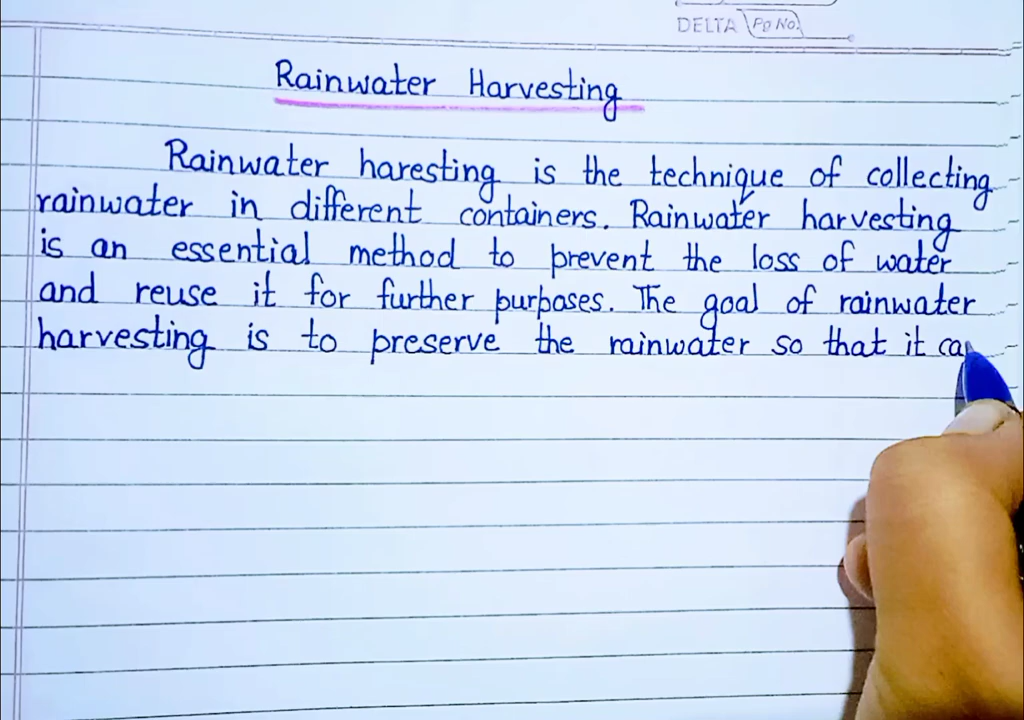 DELTA Pg No.
Rainwater Harvesting
Rainwater haresting is the technique of collecting
rainwater in different containers. Rainwater harvesting
is an essential method to prevent the loss of water
and reuse it for further purposes. The goal of rainwater
harvesting is to preserve the rainwater so that it ca